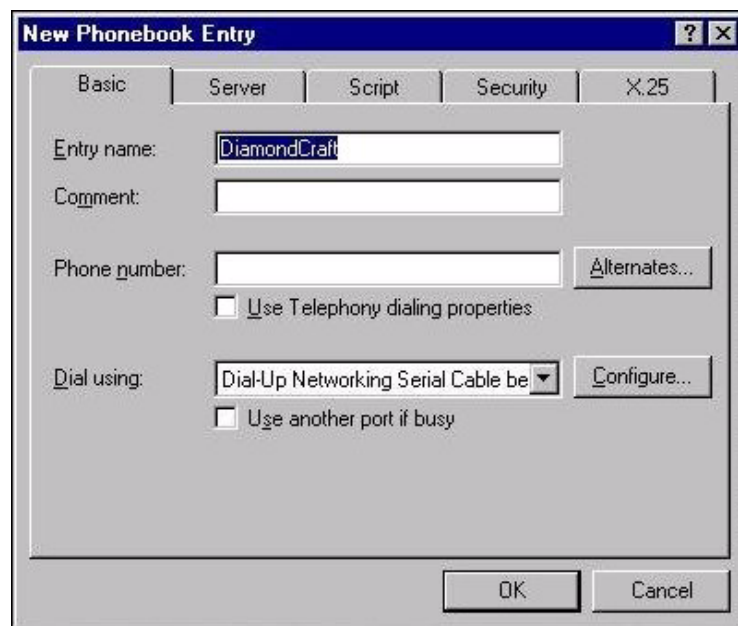 New Phonebook Entry
Basic Server Script Security X.25
Entry name: DiamondCraft
Comment:
Phone number: Alternates...
Use Telephony dialing properties
Dial using: Dial-Up Networking Serial Cable be Configure...
Use another port if busy
OK Cancel